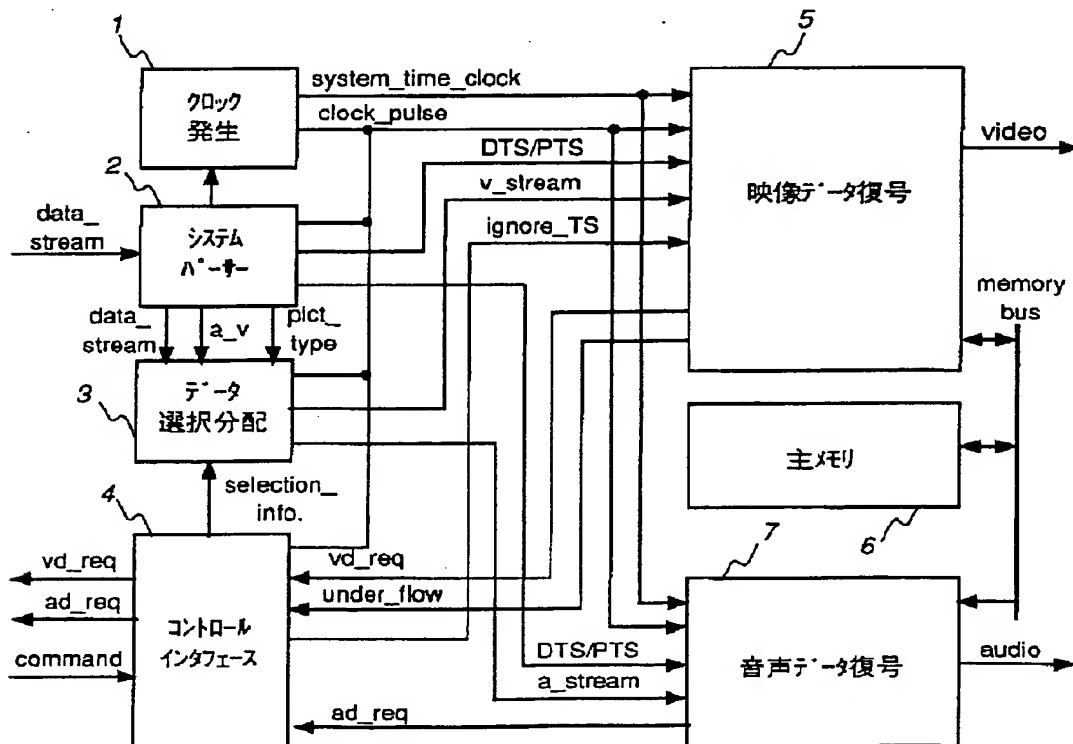 1
クロック
発生
system_time_clock
clock_pulse
2
システム
パーサー
data_
stream
DTS/PTS
v_stream
ignore_TS
data_
stream
a_v
pict_
type
3
データ
選択分配
selection_
info.
4
コントロール
インタフェース
vd_req
ad_req
command
vd_req
under_flow
DTS/PTS
a_stream
ad_req
5
映像データ復号
video
memory
bus
主メモリ
6
7
音声データ復号
audio